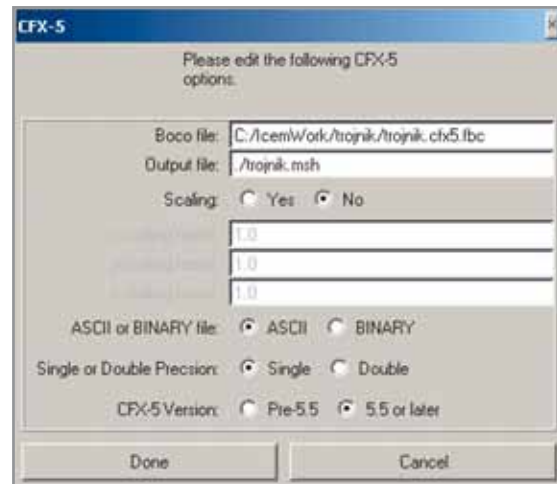 CFX-5
Please edit the following CFX-5
options.
Boco file: C:/IcemWork/trojnik/trojnik.cfx5.fbc
Output file: ./trojnik.msh
Scaling: Yes No
1.0
1.0
1.0
ASCII or BINARY file: ASCII BINARY
Single or Double Precsion: Single Double
CFX-5 Version: Pre-5.5 5.5 or later
Done Cancel